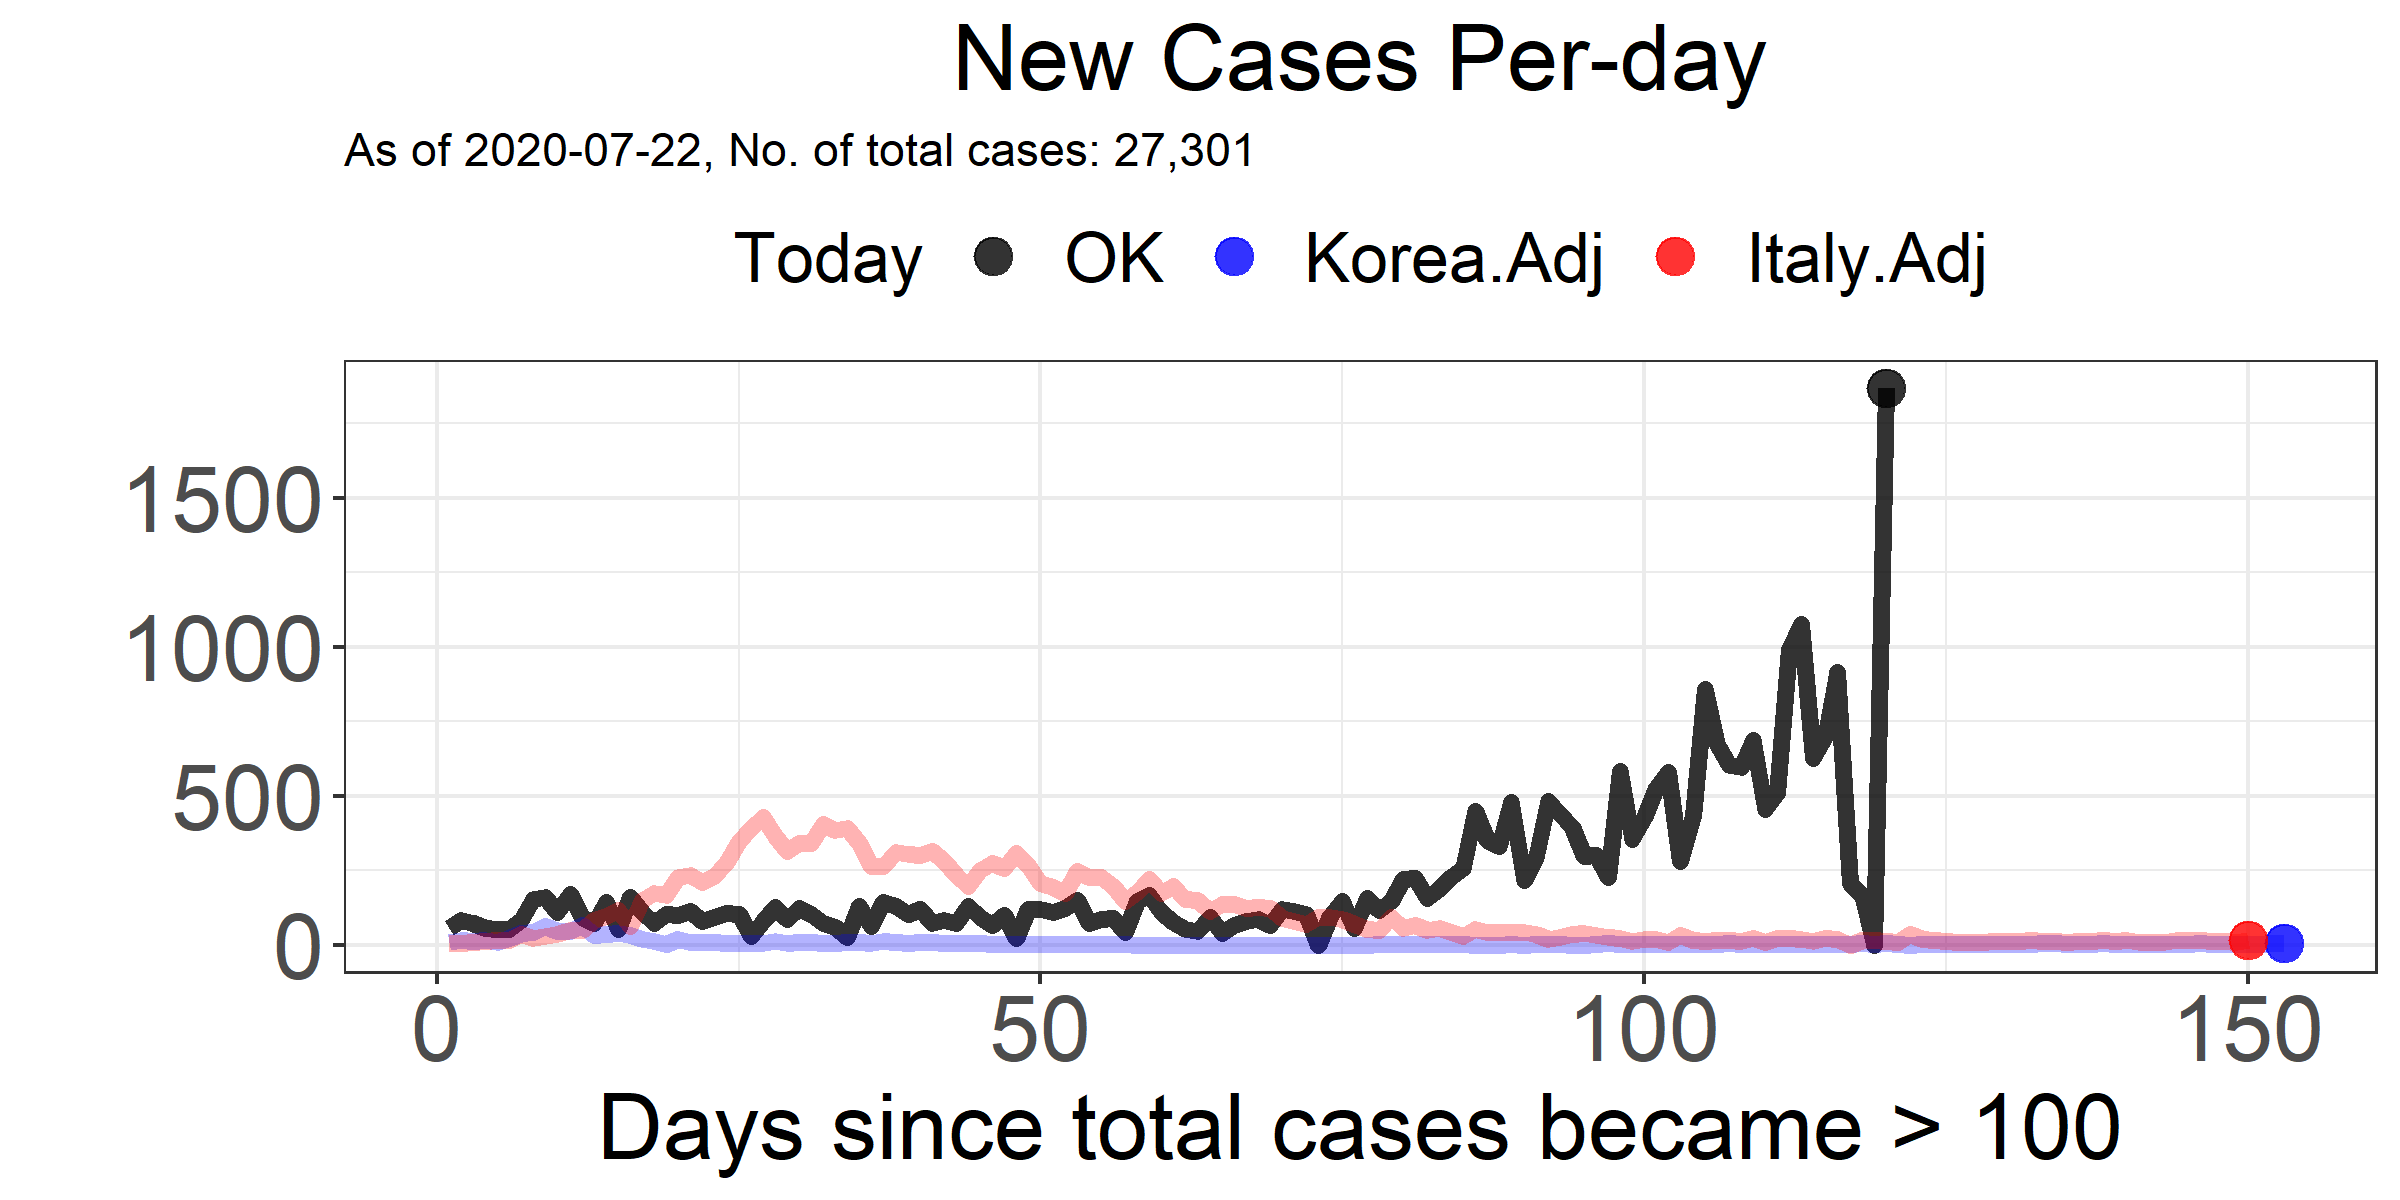 New Cases Per-day
As of 2020-07-22, No. of total cases: 27,301
Today OK Korea.Adj Italy.Adj
1500
1000
500
0
0 50 100 150
Days since total cases became > 100